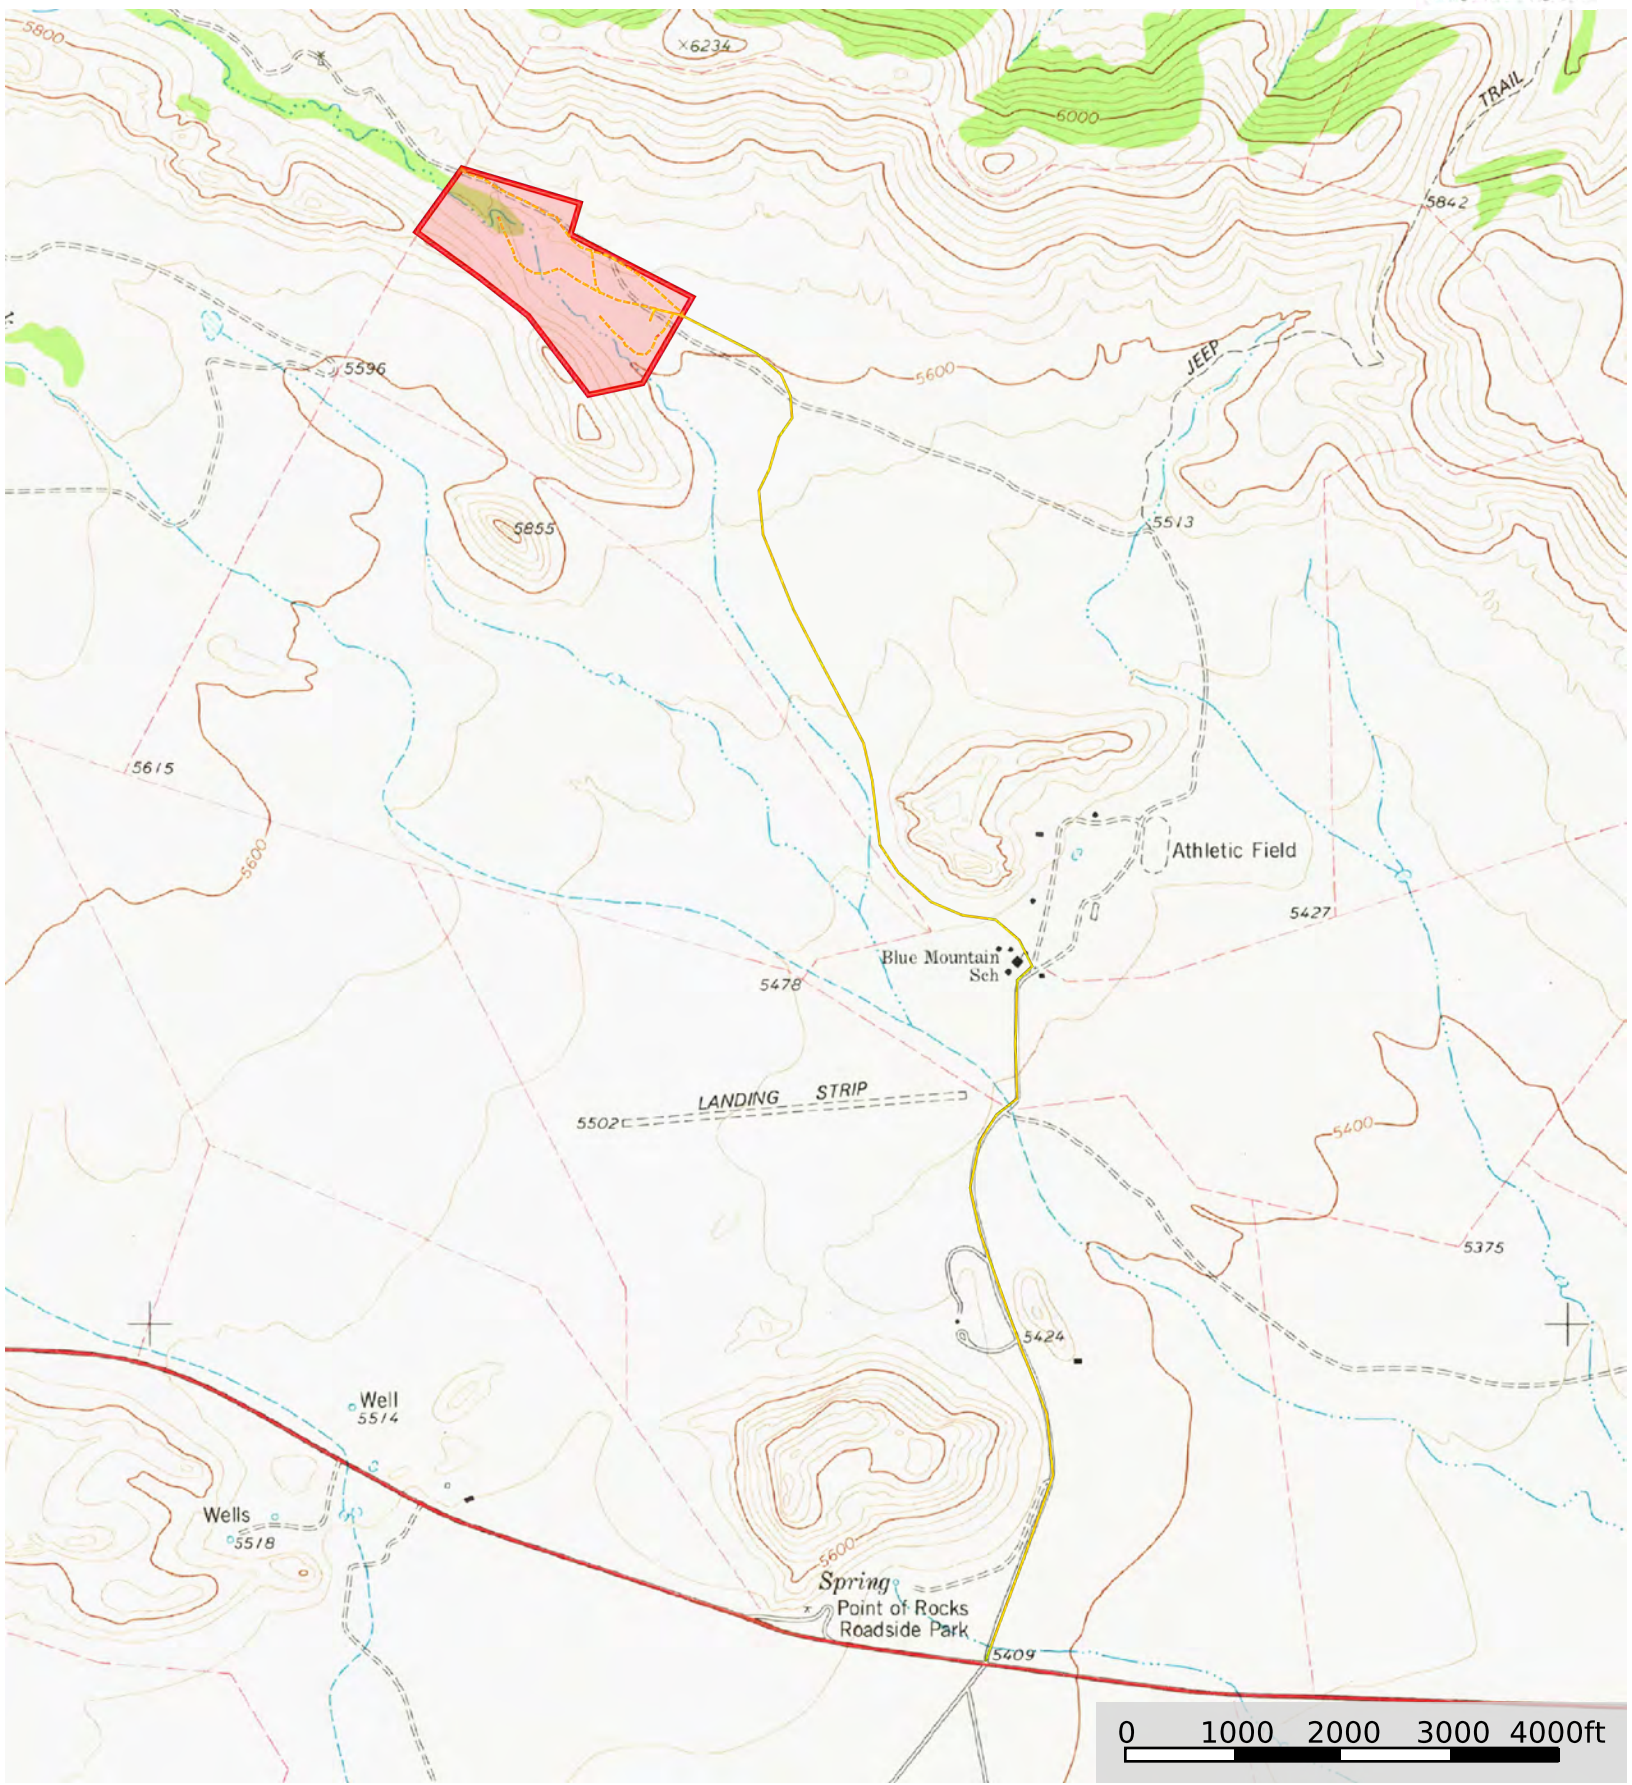 5800
×6234
6000
TRAIL
5842
5596
5600
JEEP
5855
5513
5615
5600
Athletic Field
5427
Blue Mountain
Sch
5478
LANDING STRIP
5502
5400
5375
5424
Well
5514
Wells
5518
5600
Spring
Point of Rocks
Roadside Park
5409
0 1000 2000 3000 4000ft